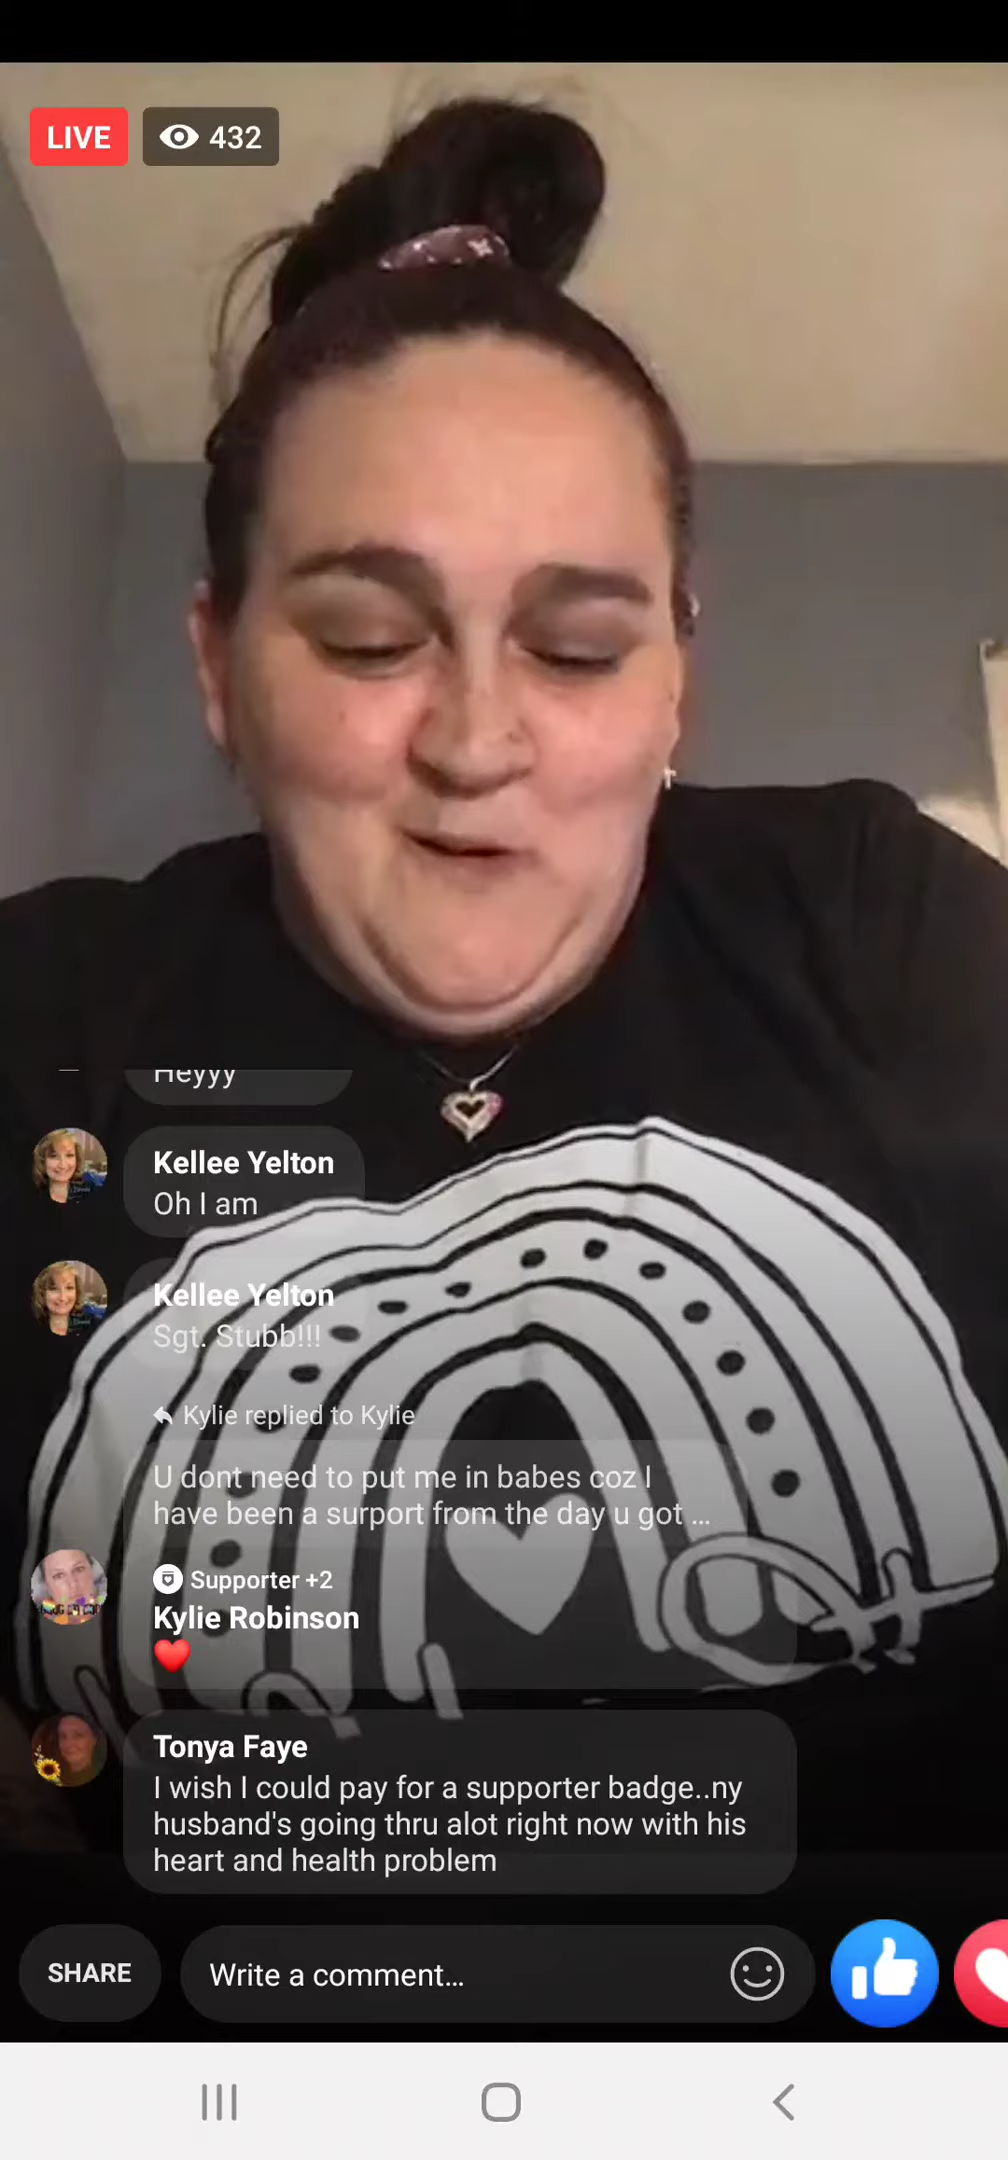 LIVE
432
Heyyy
Kellee Yelton
Oh I am
Kellee Yelton
Sgt. Stubb!!!
Kylie replied to Kylie
U dont need to put me in babes coz I
have been a surport from the day u got ...
Supporter +2
Kylie Robinson
Tonya Faye
I wish I could pay for a supporter badge..ny
husband's going thru alot right now with his
heart and health problem
SHARE
Write a comment...